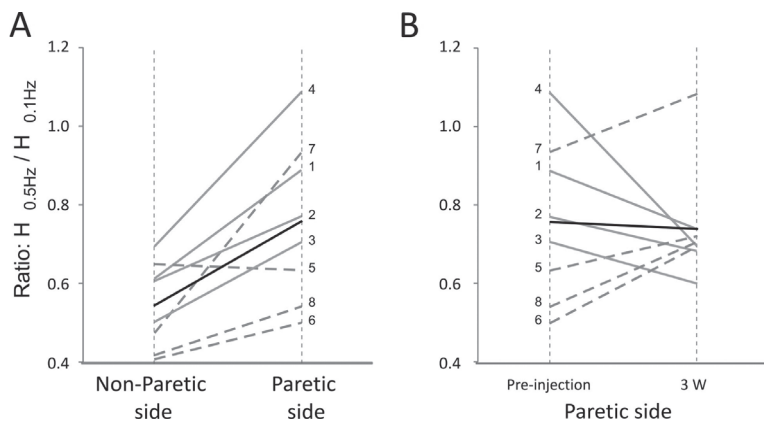 A
Ratio: H 0.5Hz / H 0.1Hz
1.2
1.0
0.8
0.6
0.4
4
7
1
2
3
5
8
6
Non-Paretic
side
Paretic
side
B
1.2
1.0
0.8
0.6
0.4
4
7
1
2
3
5
8
6
Pre-injection
3 W
Paretic side